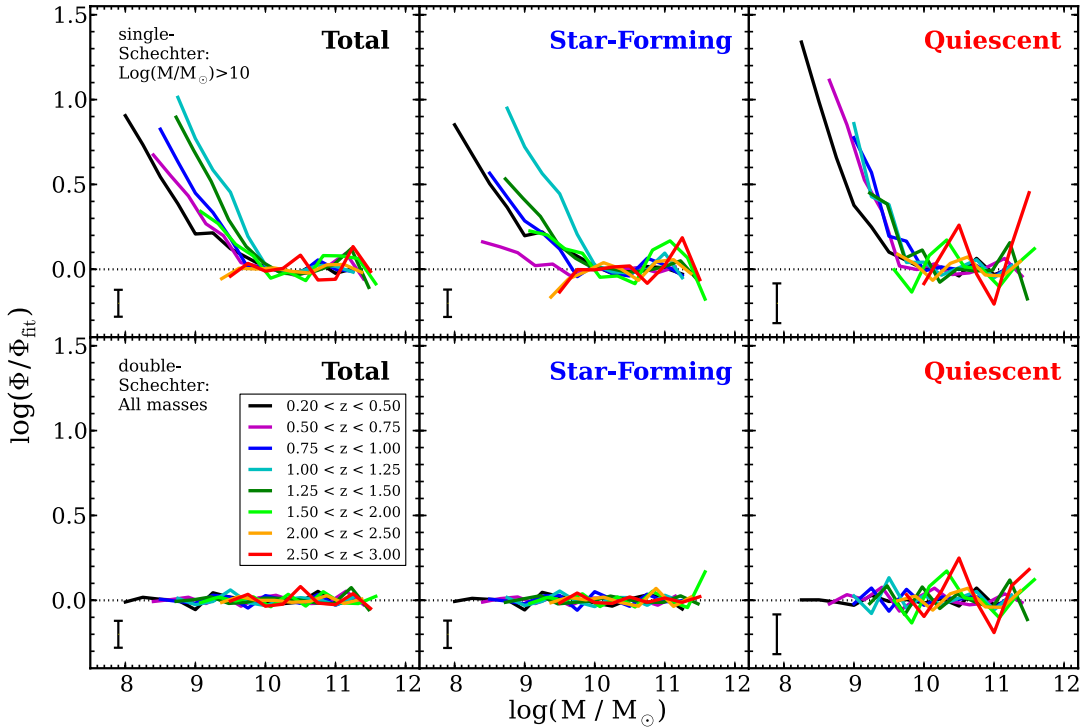 1.5
1.0
0.5
0.0
single-
Schechter:
Log(M/M☉)>10
Total
Star-Forming
Quiescent
log(Φ/Φfit)
1.5
1.0
0.5
0.0
double-
Schechter:
All masses
Total
Star-Forming
Quiescent
0.20 < z < 0.50
0.50 < z < 0.75
0.75 < z < 1.00
1.00 < z < 1.25
1.25 < z < 1.50
1.50 < z < 2.00
2.00 < z < 2.50
2.50 < z < 3.00
8 9 10 11 12 8 9 10 11 12 8 9 10 11 12
log(M / M☉)